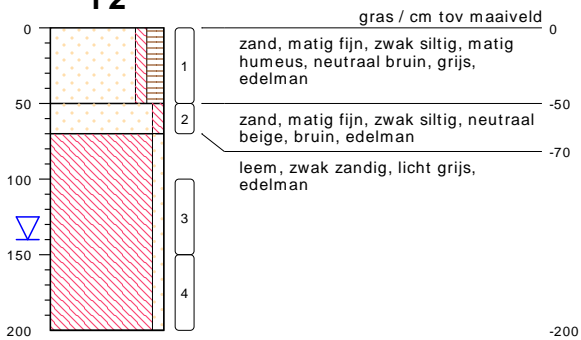 gras / cm tov maaiveld
0
0
zand, matig fijn, zwak siltig, matig
humeus, neutraal bruin, grijs,
edelman
1
50
-50
zand, matig fijn, zwak siltig, neutraal
beige, bruin, edelman
2
-70
leem, zwak zandig, licht grijs,
edelman
100
3
150
4
200
-200